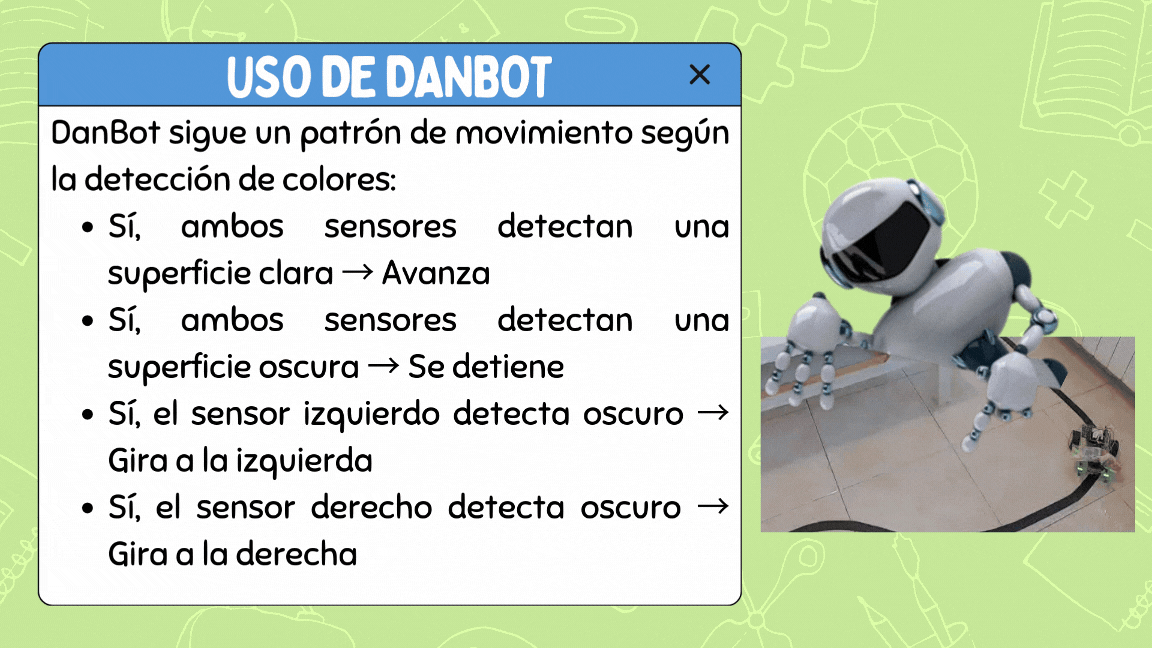 USO DE DANBOT
DanBot sigue un patrón de movimiento según
la detección de colores:
• Sí, ambos sensores detectan una
superficie clara → Avanza
• Sí, ambos sensores detectan una
superficie oscura → Se detiene
• Sí, el sensor izquierdo detecta oscuro →
Gira a la izquierda
• Sí, el sensor derecho detecta oscuro →
Gira a la derecha